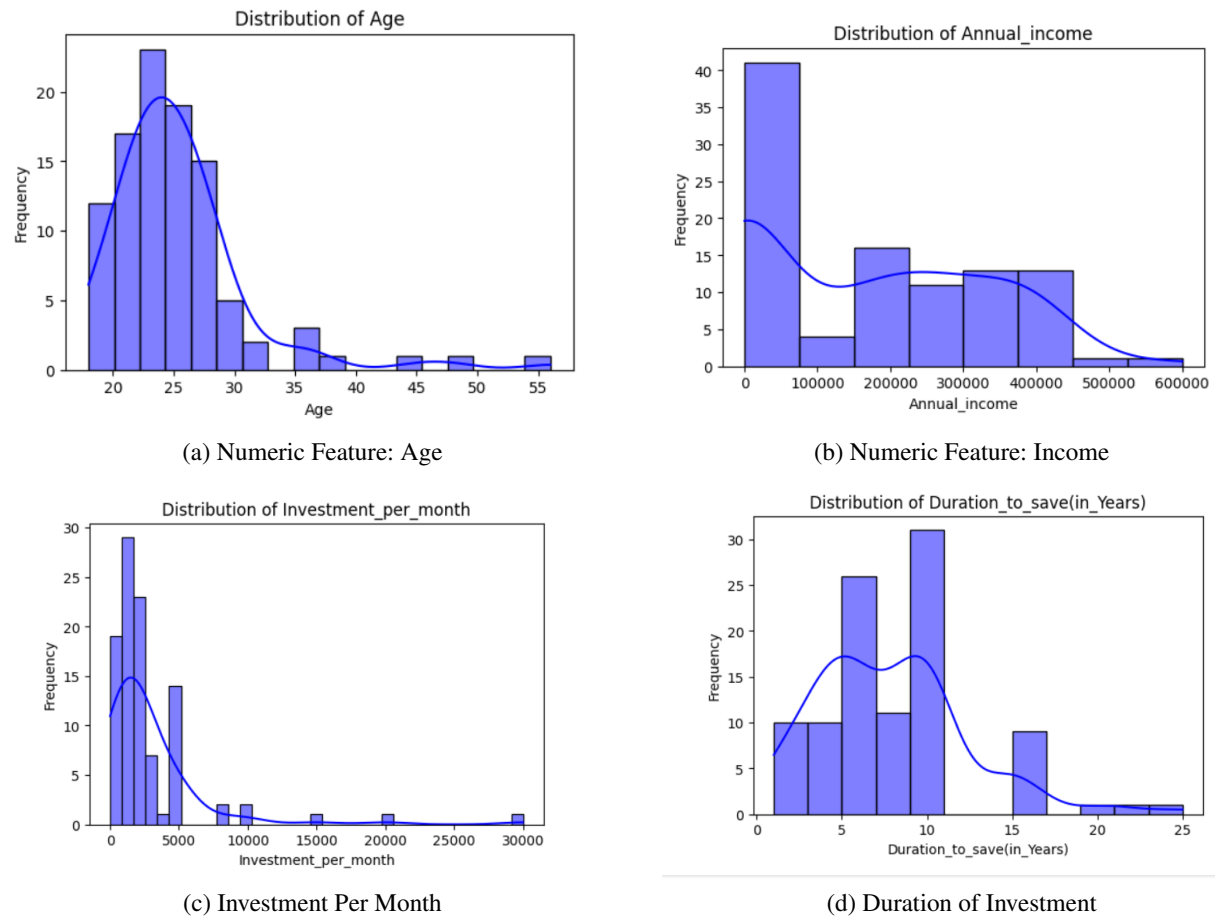 Distribution of Age
Frequency
20
15
10
5
0
20 25 30 35 40 45 50 55
Age
(a) Numeric Feature: Age
Distribution of Annual_income
Frequency
40
35
30
25
20
15
10
5
0
0 100000 200000 300000 400000 500000 600000
Annual_income
(b) Numeric Feature: Income
Distribution of Investment_per_month
Frequency
30
25
20
15
10
5
0
0 5000 10000 15000 20000 25000 30000
Investment_per_month
(c) Investment Per Month
Distribution of Duration_to_save(in_Years)
Frequency
30
25
20
15
10
5
0
0 5 10 15 20 25
Duration_to_save(in_Years)
(d) Duration of Investment